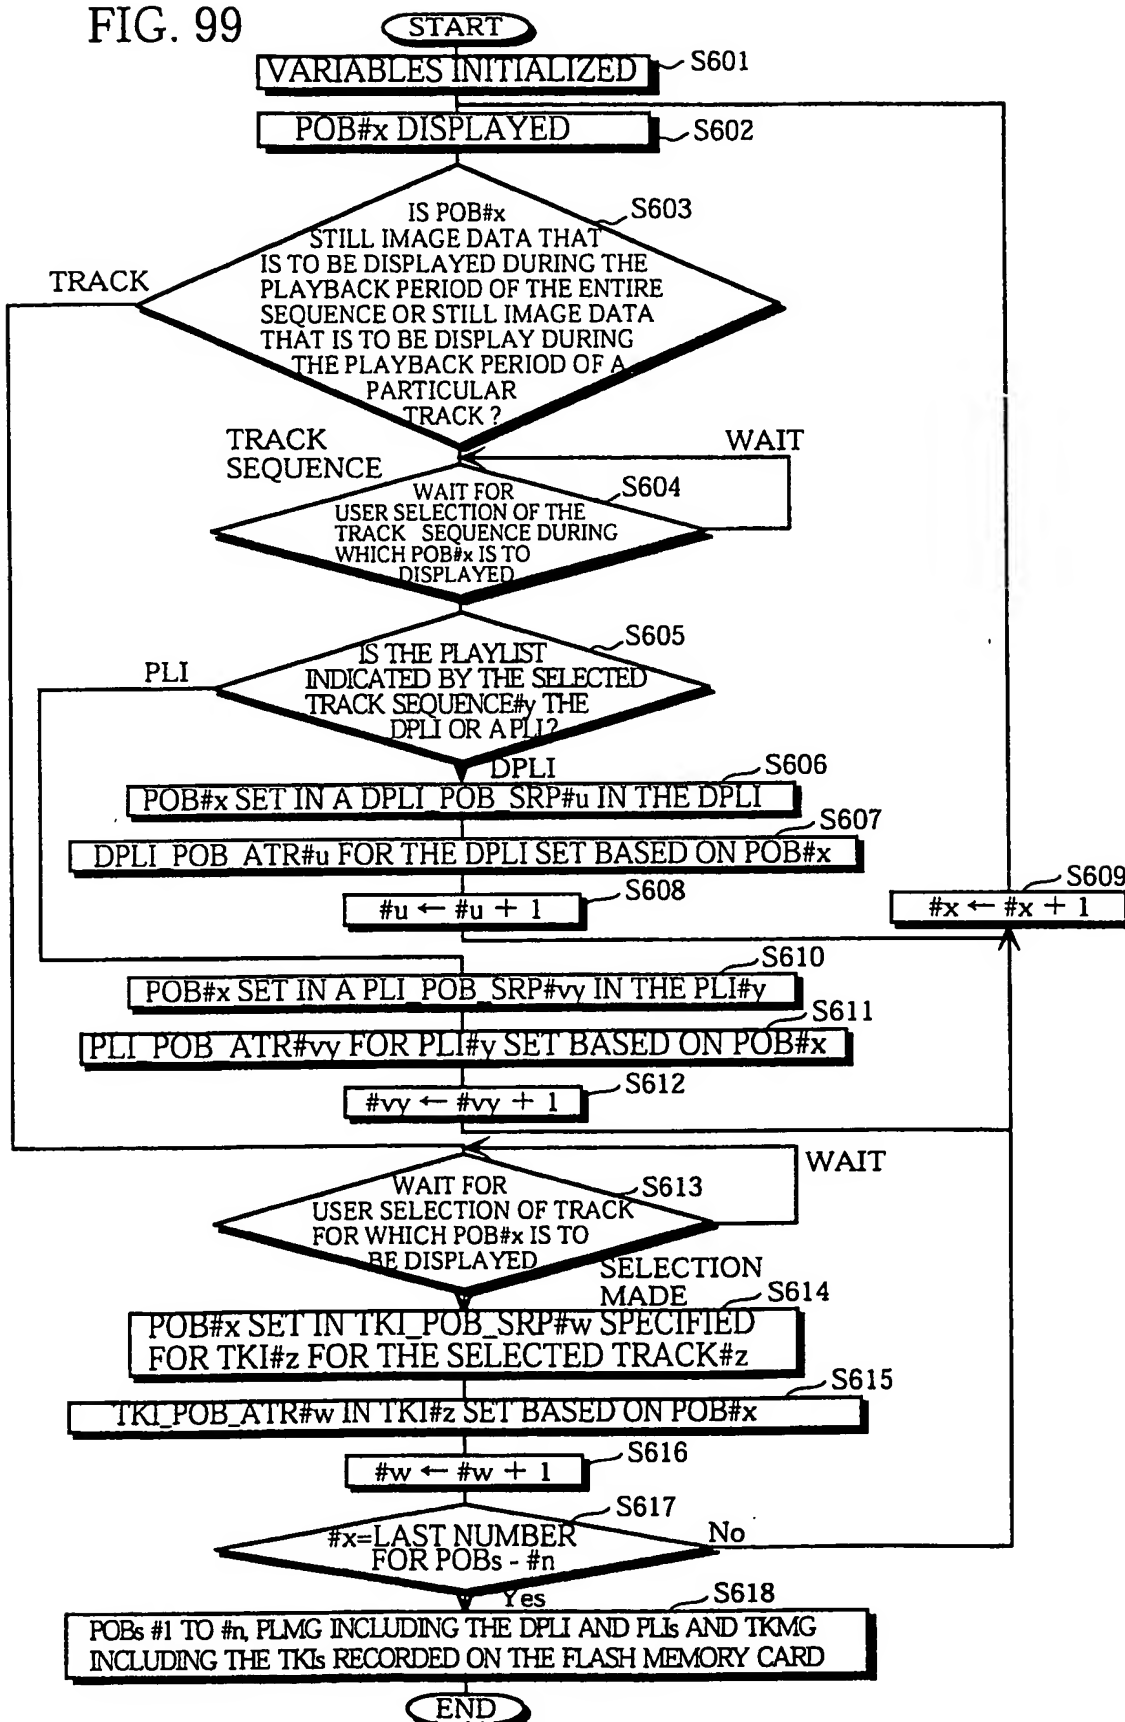 FIG. 99
START
VARIABLES INITIALIZED
S601
POB#x DISPLAYED
S602
IS POB#x
STILL IMAGE DATA THAT
IS TO BE DISPLAYED DURING THE
PLAYBACK PERIOD OF THE ENTIRE
SEQUENCE OR STILL IMAGE DATA
THAT IS TO BE DISPLAY DURING
THE PLAYBACK PERIOD OF A
PARTICULAR
TRACK ?
S603
TRACK
TRACK
SEQUENCE
WAIT
WAIT FOR
USER SELECTION OF THE
TRACK SEQUENCE DURING
WHICH POB#x IS TO
DISPLAYED
S604
IS THE PLAYLIST
INDICATED BY THE SELECTED
TRACK SEQUENCE#y THE
DPLI OR A PLI?
S605
PLI
DPLI
S606
POB#x SET IN A DPLI_POB_SRP#u IN THE DPLI
S607
DPLI_POB_ATR#u FOR THE DPLI SET BASED ON POB#x
S608
#u ← #u + 1
S609
#x ← #x + 1
S610
POB#x SET IN A PLI_POB_SRP#vy IN THE PLI#y
S611
PLI_POB_ATR#vy FOR PLI#y SET BASED ON POB#x
S612
#vy ← #vy + 1
WAIT
WAIT FOR
USER SELECTION OF TRACK
FOR WHICH POB#x IS TO
BE DISPLAYED
S613
SELECTION
MADE
S614
POB#x SET IN TKI_POB_SRP#w SPECIFIED
FOR TKI#z FOR THE SELECTED TRACK#z
S615
TKI_POB_ATR#w IN TKI#z SET BASED ON POB#x
S616
#w ← #w + 1
S617
#x=LAST NUMBER
FOR POBs - #n
No
Yes
S618
POBs #1 TO #n, PLMG INCLUDING THE DPLI AND PLIs AND TKMG
INCLUDING THE TKIs RECORDED ON THE FLASH MEMORY CARD
END